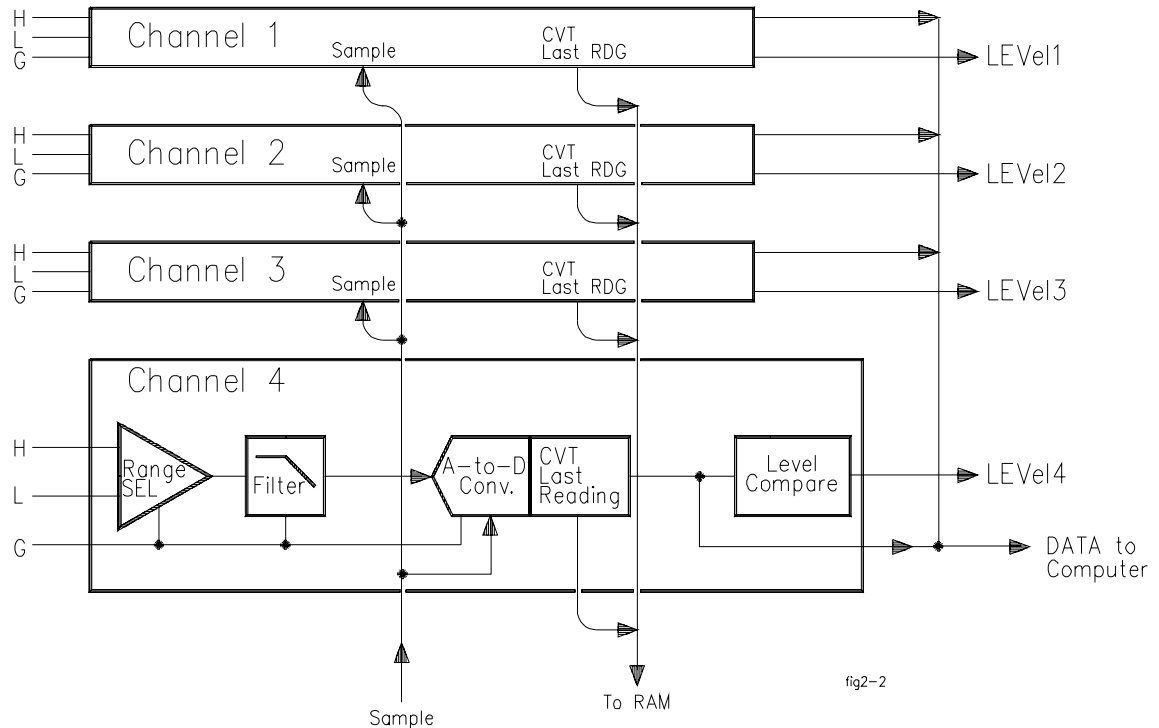 H
L
G
Channel 1
Sample
CVT
Last RDG
LEVel1
H
L
G
Channel 2
Sample
CVT
Last RDG
LEVel2
H
L
G
Channel 3
Sample
CVT
Last RDG
LEVel3
Channel 4
H
L
G
Range
SEL
Filter
A-to-D
Conv.
CVT
Last
Reading
Level
Compare
LEVel4
DATA to
Computer
Sample
To RAM
fig2-2